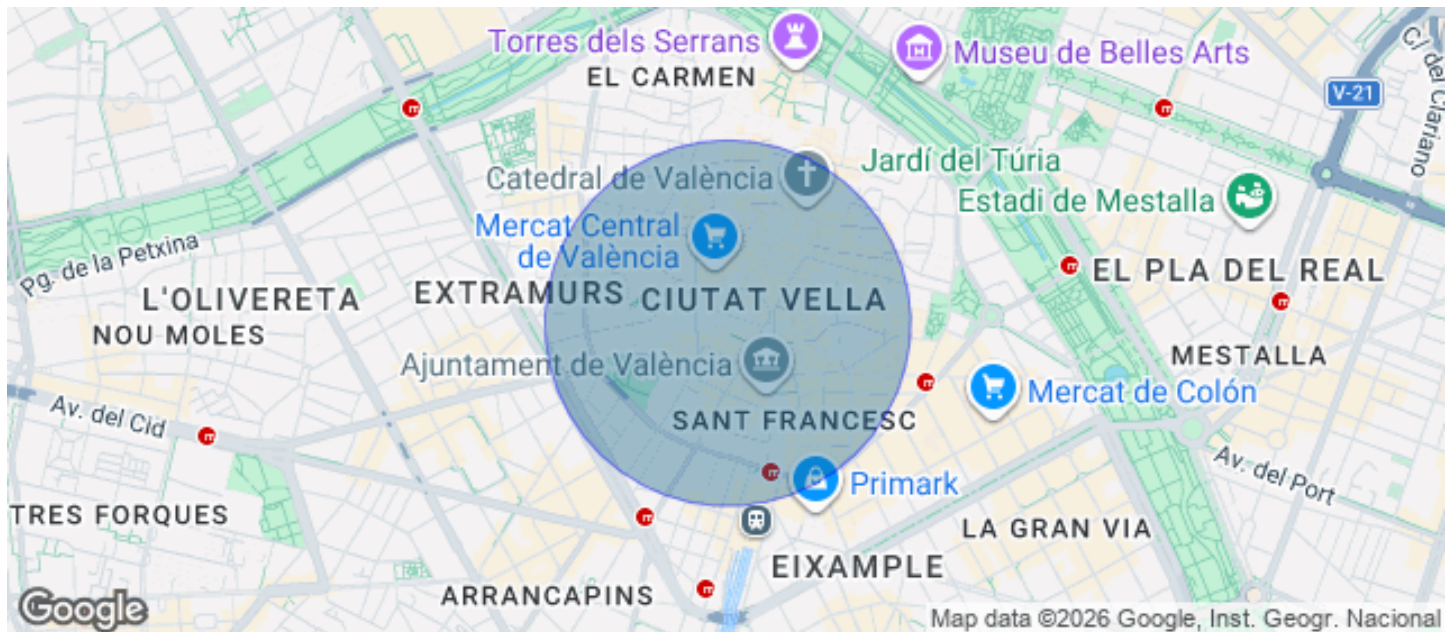 Torres dels Serrans
Museu de Belles Arts
EL CARMEN
V-21
C/ del Clariano
Catedral de València
Jardí del Túria
Estadi de Mestalla
Mercat Central
de València
Pg. de la Petxina
EXTRAMURS
CIUTAT VELLA
EL PLA DEL REAL
L'OLIVERETA
NOU MOLES
Ajuntament de València
MESTALLA
Mercat de Colón
Av. del Cid
SANT FRANCESC
Av. del Port
Primark
TRES FORQUES
LA GRAN VIA
EIXAMPLE
ARRANCAPINS
Google
Map data ©2026 Google, Inst. Geogr. Nacional